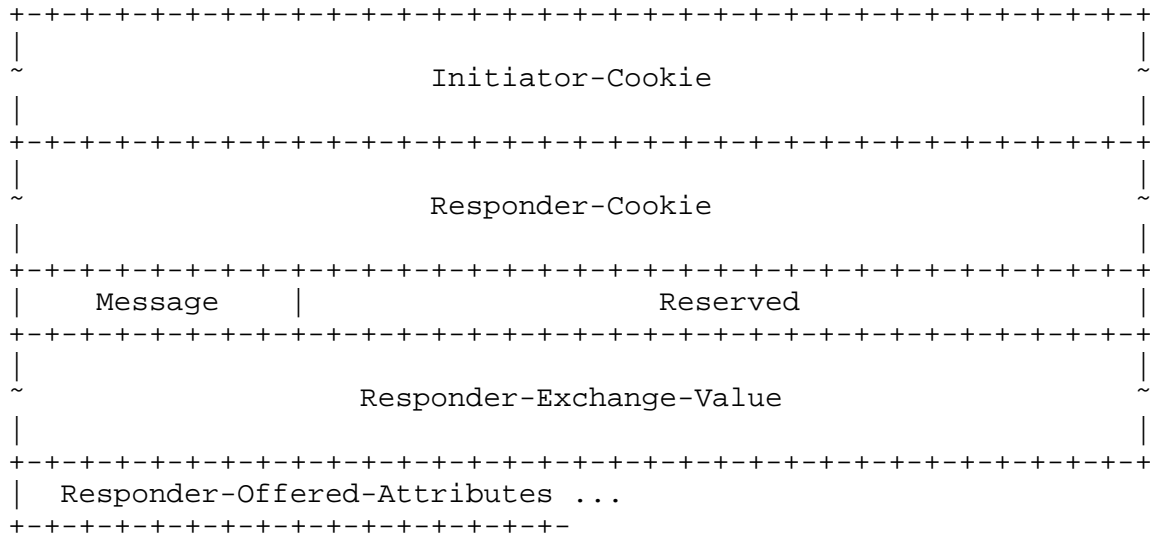 +-+-+-+-+-+-+-+-+-+-+-+-+-+-+-+-+-+-+-+-+-+-+-+-+-+-+-+-+-+-+-+-+
|                                                               |
~                       Initiator-Cookie                        ~
|                                                               |
+-+-+-+-+-+-+-+-+-+-+-+-+-+-+-+-+-+-+-+-+-+-+-+-+-+-+-+-+-+-+-+-+
|                                                               |
~                       Responder-Cookie                        ~
|                                                               |
+-+-+-+-+-+-+-+-+-+-+-+-+-+-+-+-+-+-+-+-+-+-+-+-+-+-+-+-+-+-+-+-+
|    Message    |                    Reserved                   |
+-+-+-+-+-+-+-+-+-+-+-+-+-+-+-+-+-+-+-+-+-+-+-+-+-+-+-+-+-+-+-+-+
|                                                               |
~                   Responder-Exchange-Value                    ~
|                                                               |
+-+-+-+-+-+-+-+-+-+-+-+-+-+-+-+-+-+-+-+-+-+-+-+-+-+-+-+-+-+-+-+-+
|  Responder-Offered-Attributes ...
+-+-+-+-+-+-+-+-+-+-+-+-+-+-+-+-